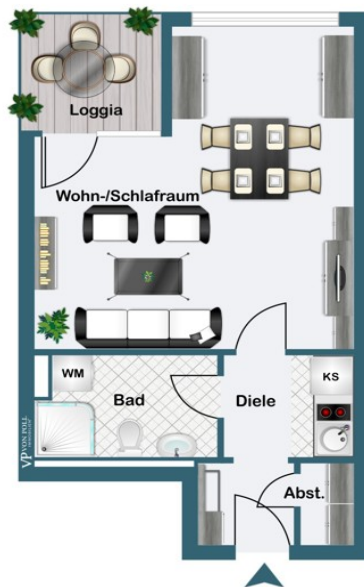 Loggia
Wohn-/Schlafraum
WM
Bad
Diele
KS
VP VON POLL
Abst.